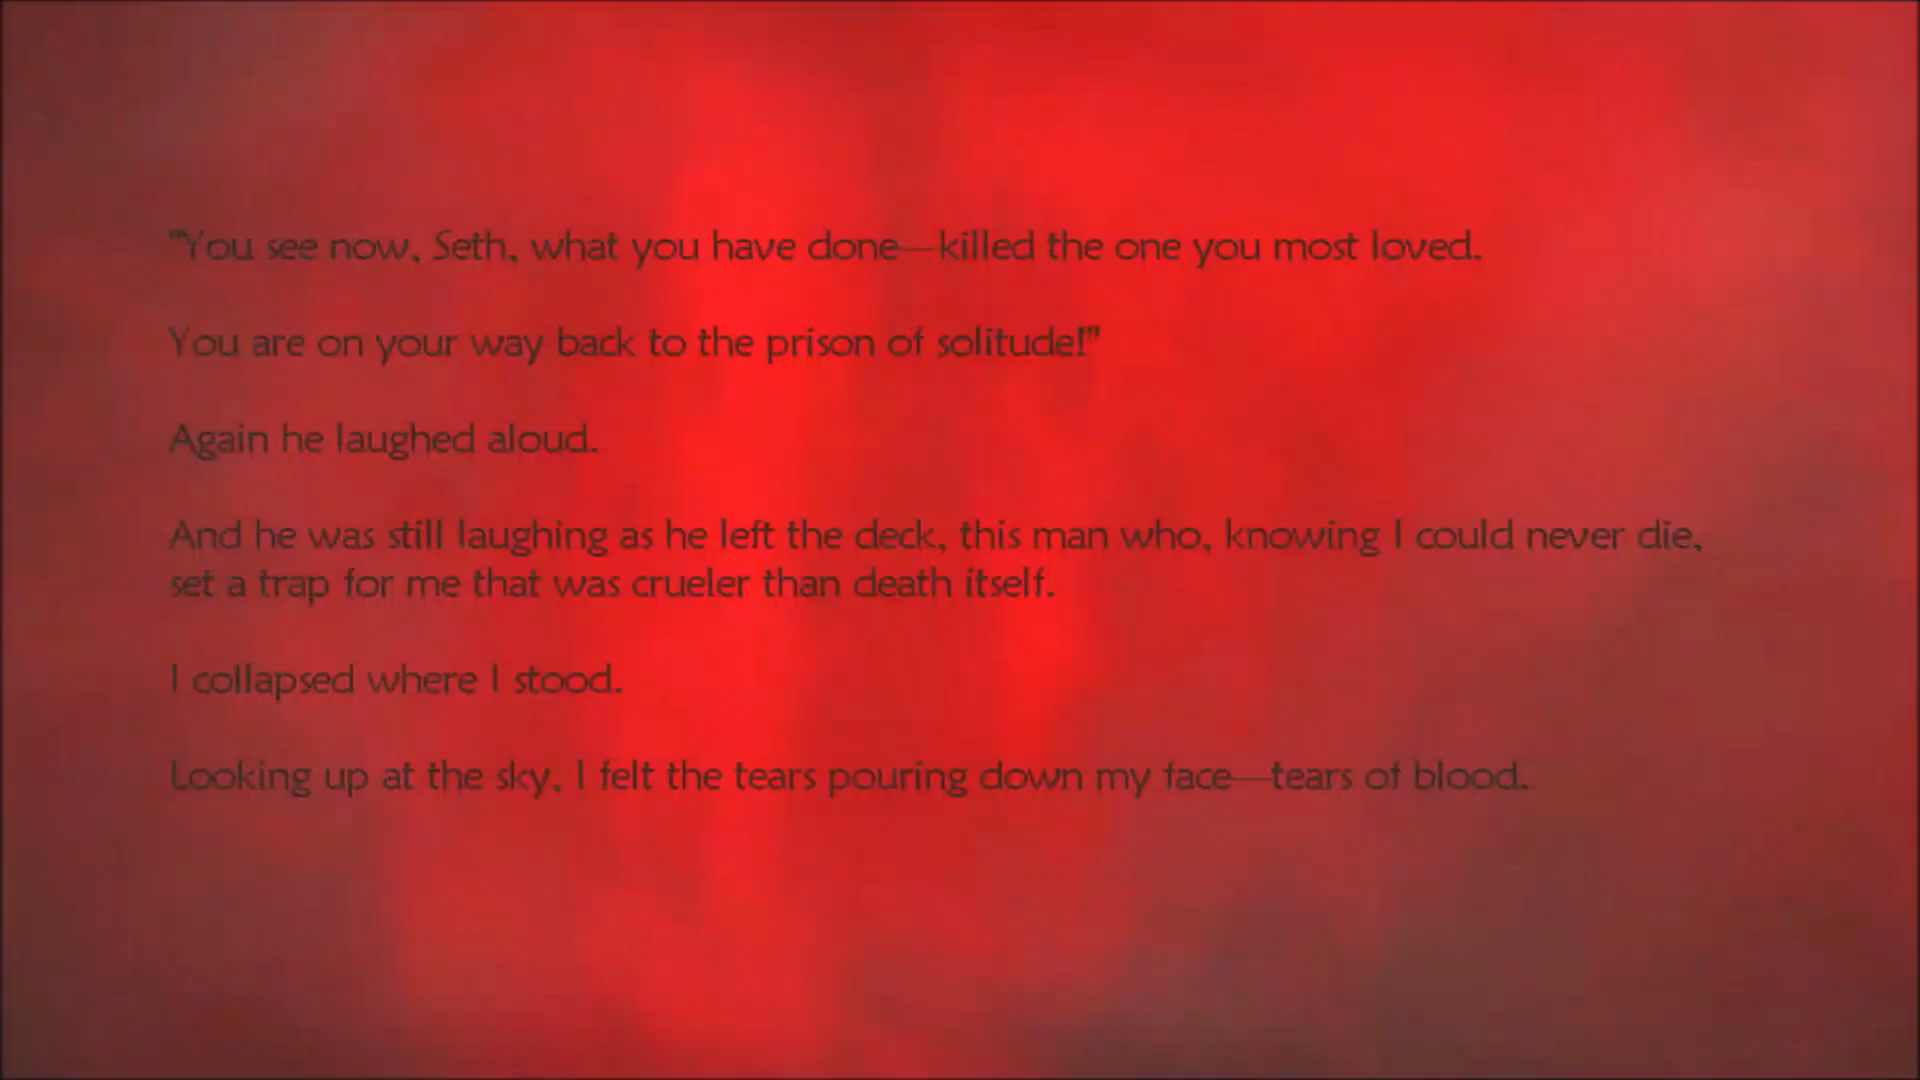 "You see now, Seth, what you have done—killed the one you most loved.
You are on your way back to the prison of solitude!"
Again he laughed aloud.
And he was still laughing as he left the deck, this man who, knowing I could never die,
set a trap for me that was crueler than death itself.
I collapsed where I stood.
Looking up at the sky, I felt the tears pouring down my face—tears of blood.